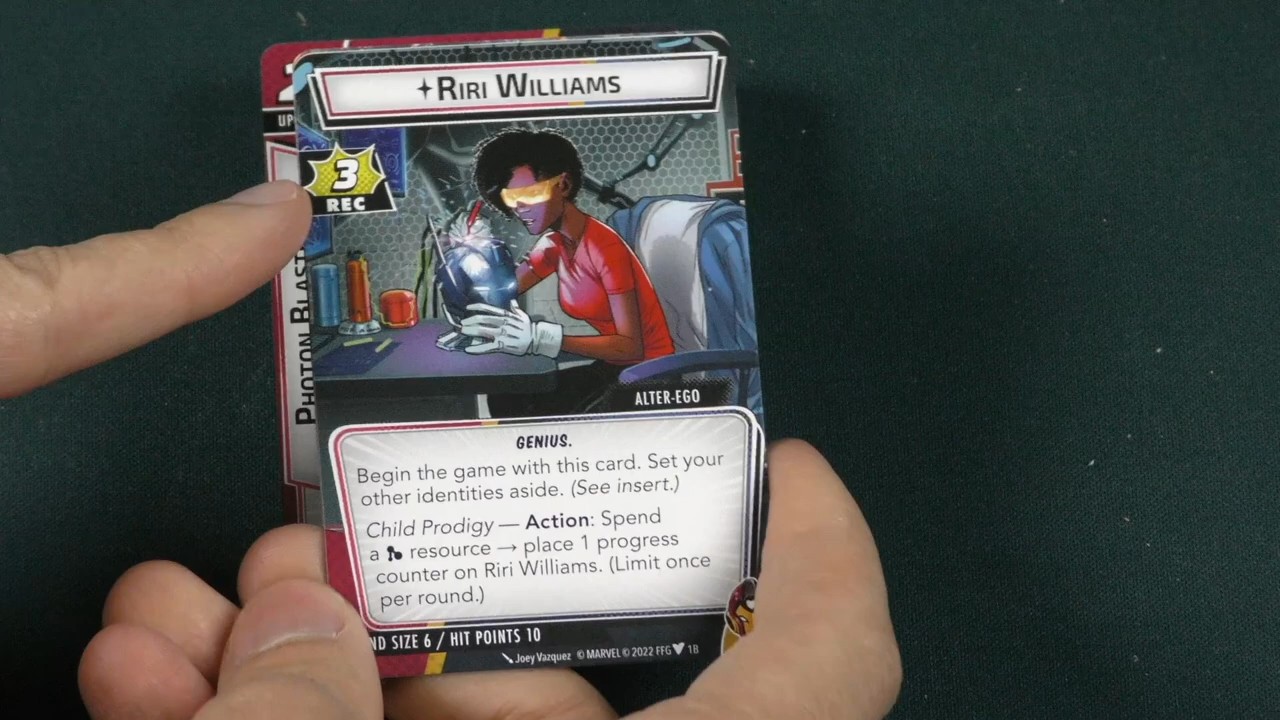 RIRI WILLIAMS
2
UP
3
REC
PHOTON BLAST
ALTER-EGO
GENIUS.
Begin the game with this card. Set your
other identities aside. (See insert.)
Child Prodigy — Action: Spend
a resource → place 1 progress
counter on Riri Williams. (Limit once
per round.)
ND SIZE 6 / HIT POINTS 10
Joey Vazquez © MARVEL © 2022 FFG 1B